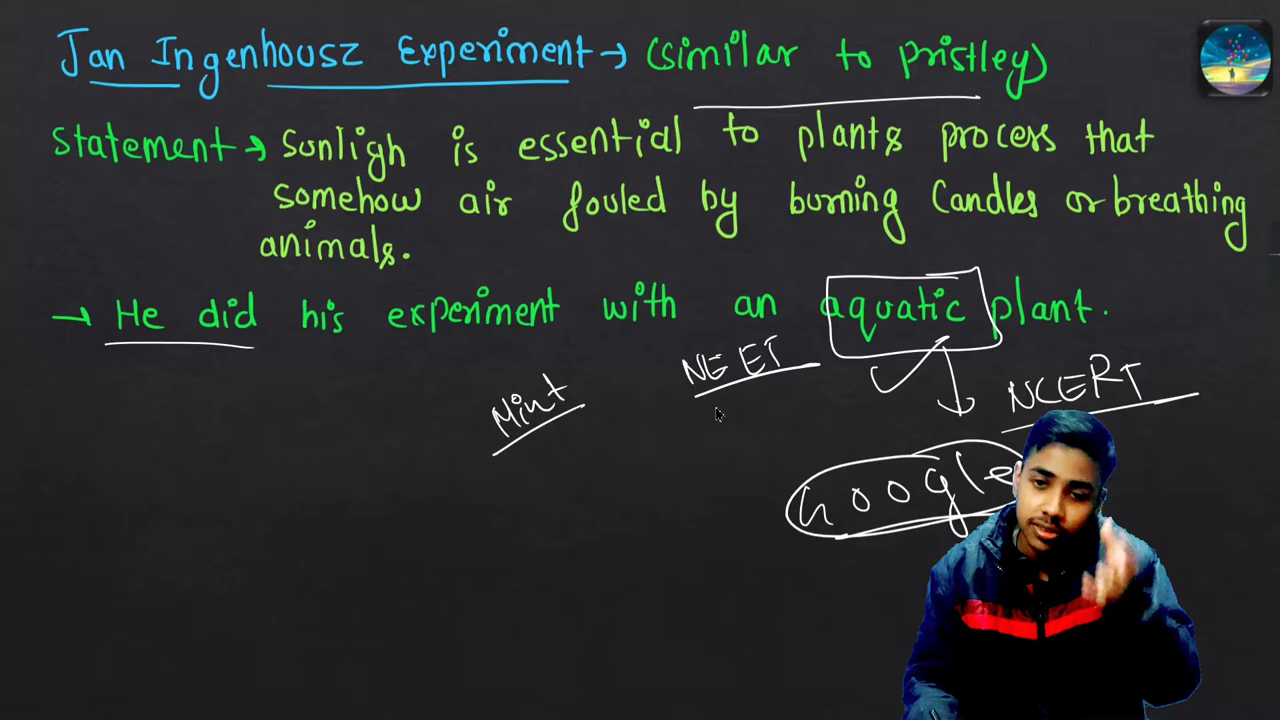 Jan Ingenhousz Experiment → (similar to pristley)
Statement → Sunligh is essential to plants process that
somehow air fouled by burning Candles or breathing
animals.
→ He did his experiment with an aquatic plant.
NEET
Mint
NCERT
Google